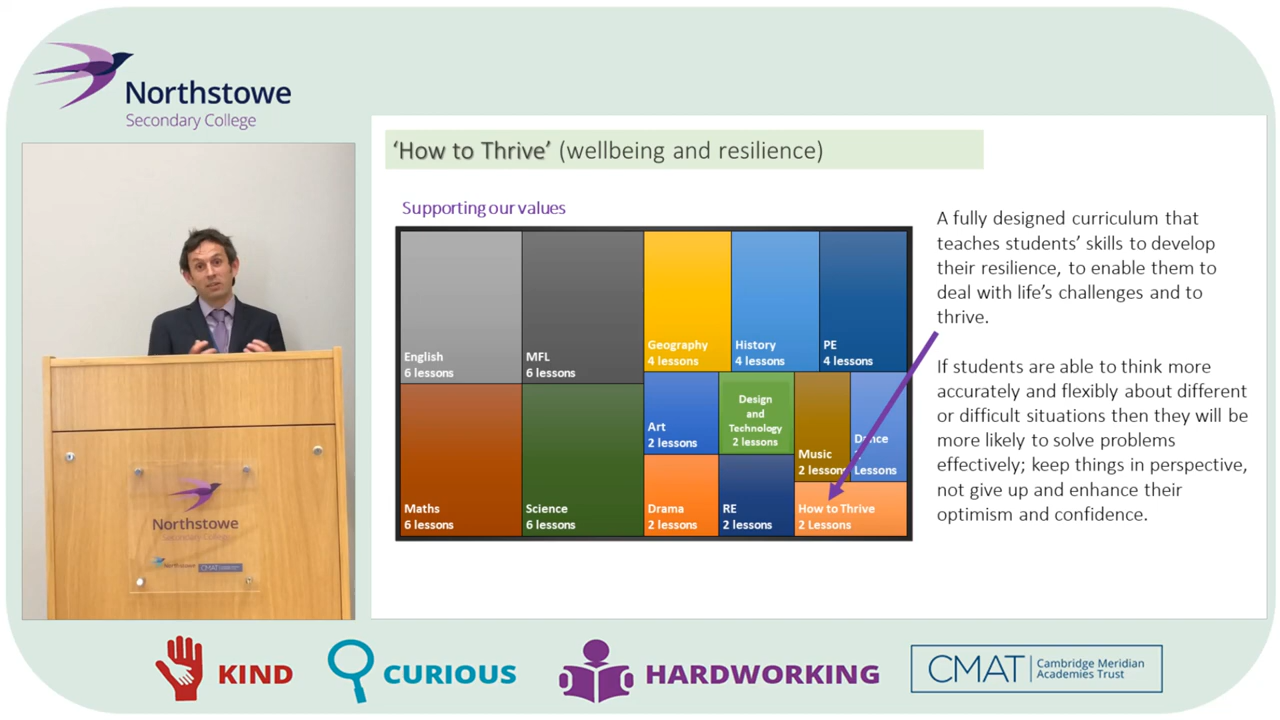 Northstowe
Secondary College
'How to Thrive' (wellbeing and resilience)
Supporting our values
English
6 lessons
MFL
6 lessons
Geography
4 lessons
History
4 lessons
PE
4 lessons
Maths
6 lessons
Science
6 lessons
Art
2 lessons
Design
and
Technology
2 lessons
Music
2 lessons
Dance
Lessons
Drama
2 lessons
RE
2 lessons
How to Thrive
2 Lessons
A fully designed curriculum that
teaches students' skills to develop
their resilience, to enable them to
deal with life's challenges and to
thrive.
If students are able to think more
accurately and flexibly about different
or difficult situations then they will be
more likely to solve problems
effectively; keep things in perspective,
not give up and enhance their
optimism and confidence.
Northstowe
Secondary College
Northstowe
CMAT
KIND
CURIOUS
HARDWORKING
CMAT
Cambridge Meridian
Academies Trust